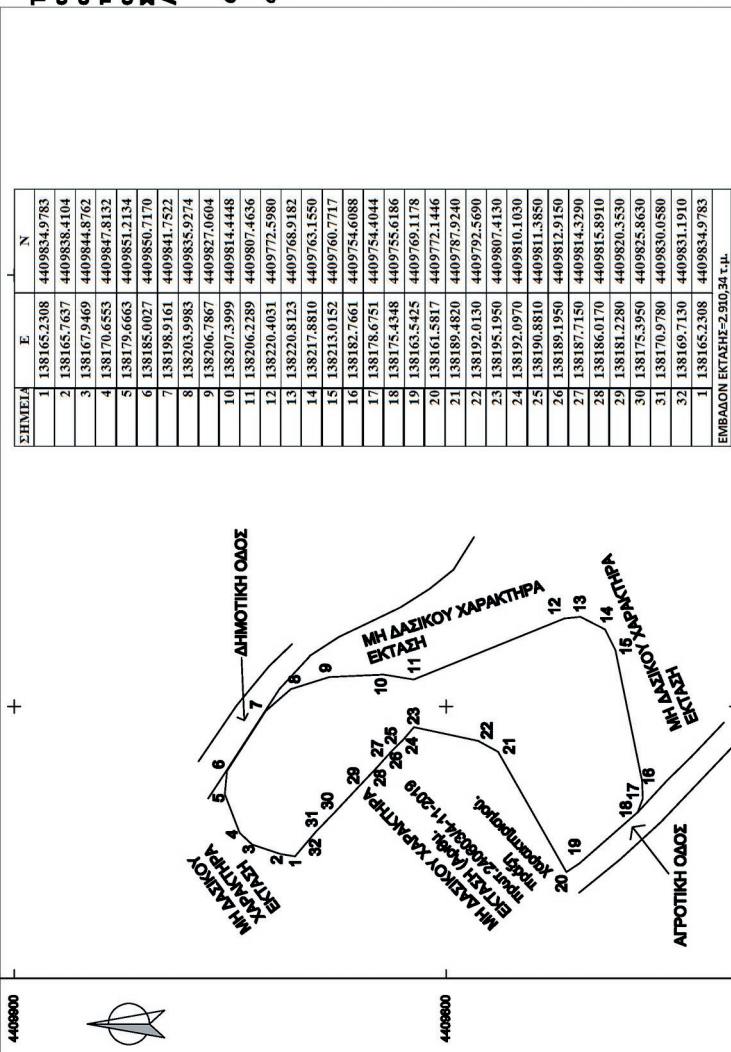 ΣΗΜΕΙΑ E N
1 138165.2308 4409834.9783
2 138165.7637 4409838.4104
3 138167.9469 4409844.8762
4 138170.6553 4409847.8132
5 138179.6663 4409851.2134
6 138185.0027 4409850.7170
7 138198.9161 4409841.7522
8 138203.9983 4409835.9274
9 138206.7867 4409827.0604
10 138207.3999 4409814.4448
11 138206.2289 4409807.4636
12 138220.4031 4409772.5980
13 138220.8123 4409768.9182
14 138217.8810 4409763.1550
15 138213.0152 4409760.7717
16 138182.7661 4409754.6088
17 138178.6751 4409754.4044
18 138175.4348 4409755.6186
19 138163.5425 4409769.1178
20 138161.5817 4409772.1446
21 138189.4820 4409787.9240
22 138192.0130 4409792.5690
23 138195.1950 4409807.4130
24 138192.0970 4409810.1030
25 138190.8810 4409811.3850
26 138189.1950 4409812.9150
27 138187.7150 4409814.3290
28 138186.0170 4409815.8910
29 138181.2280 4409820.3530
30 138175.3950 4409825.8630
31 138170.9780 4409830.0580
32 138169.7130 4409831.1910
1 138165.2308 4409834.9783
ΕΜΒΑΔΟΝ ΕΚΤΑΣΗΣ=2.910,34 τ.μ.
4409900
4409800
ΔΗΜΟΤΙΚΗ ΟΔΟΣ
ΜΗ ΔΑΣΙΚΟΥ
ΧΑΡΑΚΤΗΡΑ
ΕΚΤΑΣΗ
ΜΗ ΔΑΣΙΚΟΥ ΧΑΡΑΚΤΗΡΑ
ΕΚΤΑΣΗ
ΜΗ ΔΑΣΙΚΟΥ ΧΑΡΑΚΤΗΡΑ
ΕΚΤΑΣΗ (Αριθμ.
πρωτ.240603/4-11-2019
πράξη
χαρακτηρισμού.
ΜΗ ΔΑΣΙΚΟΥ ΧΑΡΑΚΤΗΡΑ
ΕΚΤΑΣΗ
ΑΓΡΟΤΙΚΗ ΟΔΟΣ
1
2
3
4
5
6
7
8
9
10
11
12
13
14
15
16
17
18
19
20
21
22
23
24
25
26
27
28
29
30
31
32